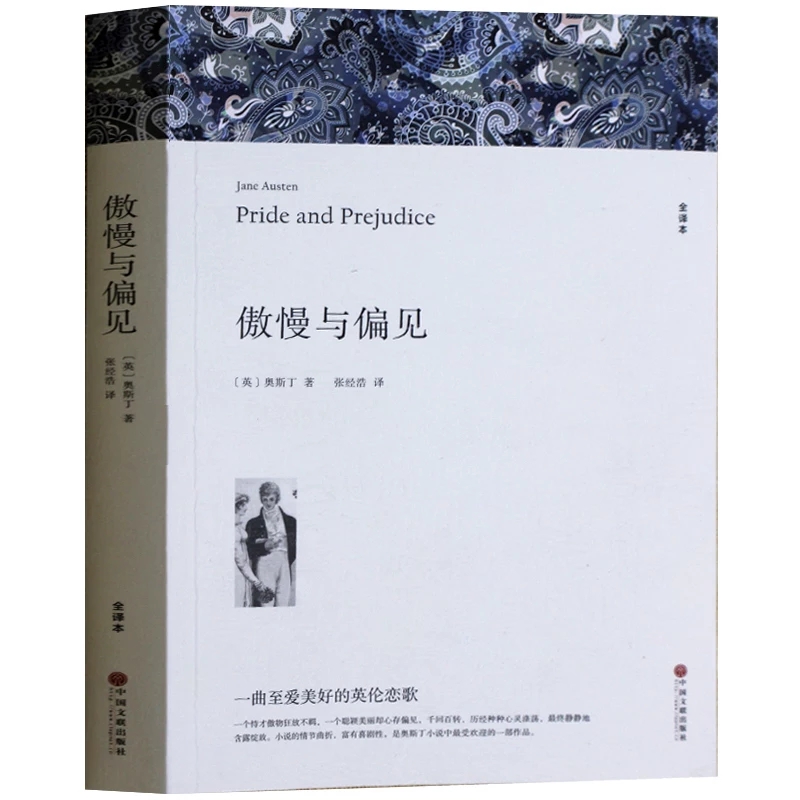 Jane Austen
Pride and Prejudice
全译本
傲慢与偏见
［英］奥斯丁 著 张经浩 译
一曲至爱美好的英伦恋歌
一个恃才傲物狂放不羁，一个聪颖美丽却心存偏见。千回百转，历经种种心灵涤荡，最终静静地
含露绽放。小说的情节曲折，富有喜剧性，是奥斯丁小说中最受欢迎的一部作品。
中国文联出版社
傲慢与偏见
［英］奥斯丁 著
张经浩 译
全译本
中国文联出版社